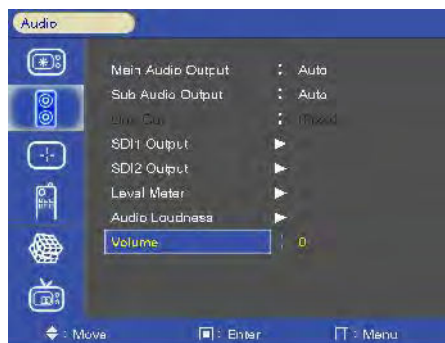 Audio
Main Audio Output : Auto
Sub Audio Output : Auto
:
SDI1 Output ▶
SDI2 Output ▶
Level Meter ▶
Audio Loudness ▶
Volume : 0
: Move : Enter : Menu